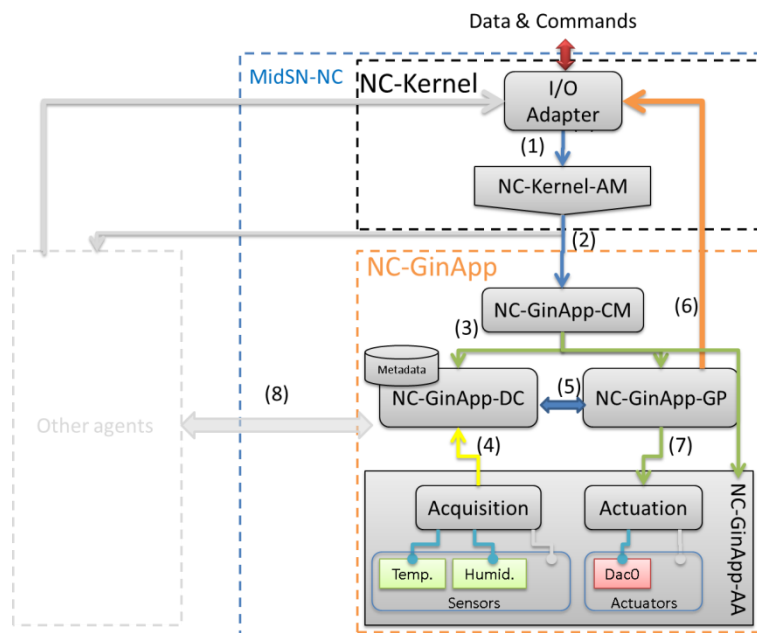 Data & Commands
MidSN-NC
NC-Kernel
I/O
Adapter
(1)
NC-Kernel-AM
(2)
NC-GinApp
NC-GinApp-CM
(6)
(3)
Metadata
NC-GinApp-DC
(5)
NC-GinApp-GP
(8)
Other agents
(4)
(7)
Acquisition
Actuation
NC-GinApp-AA
Temp.
Humid.
Dac0
Sensors
Actuators